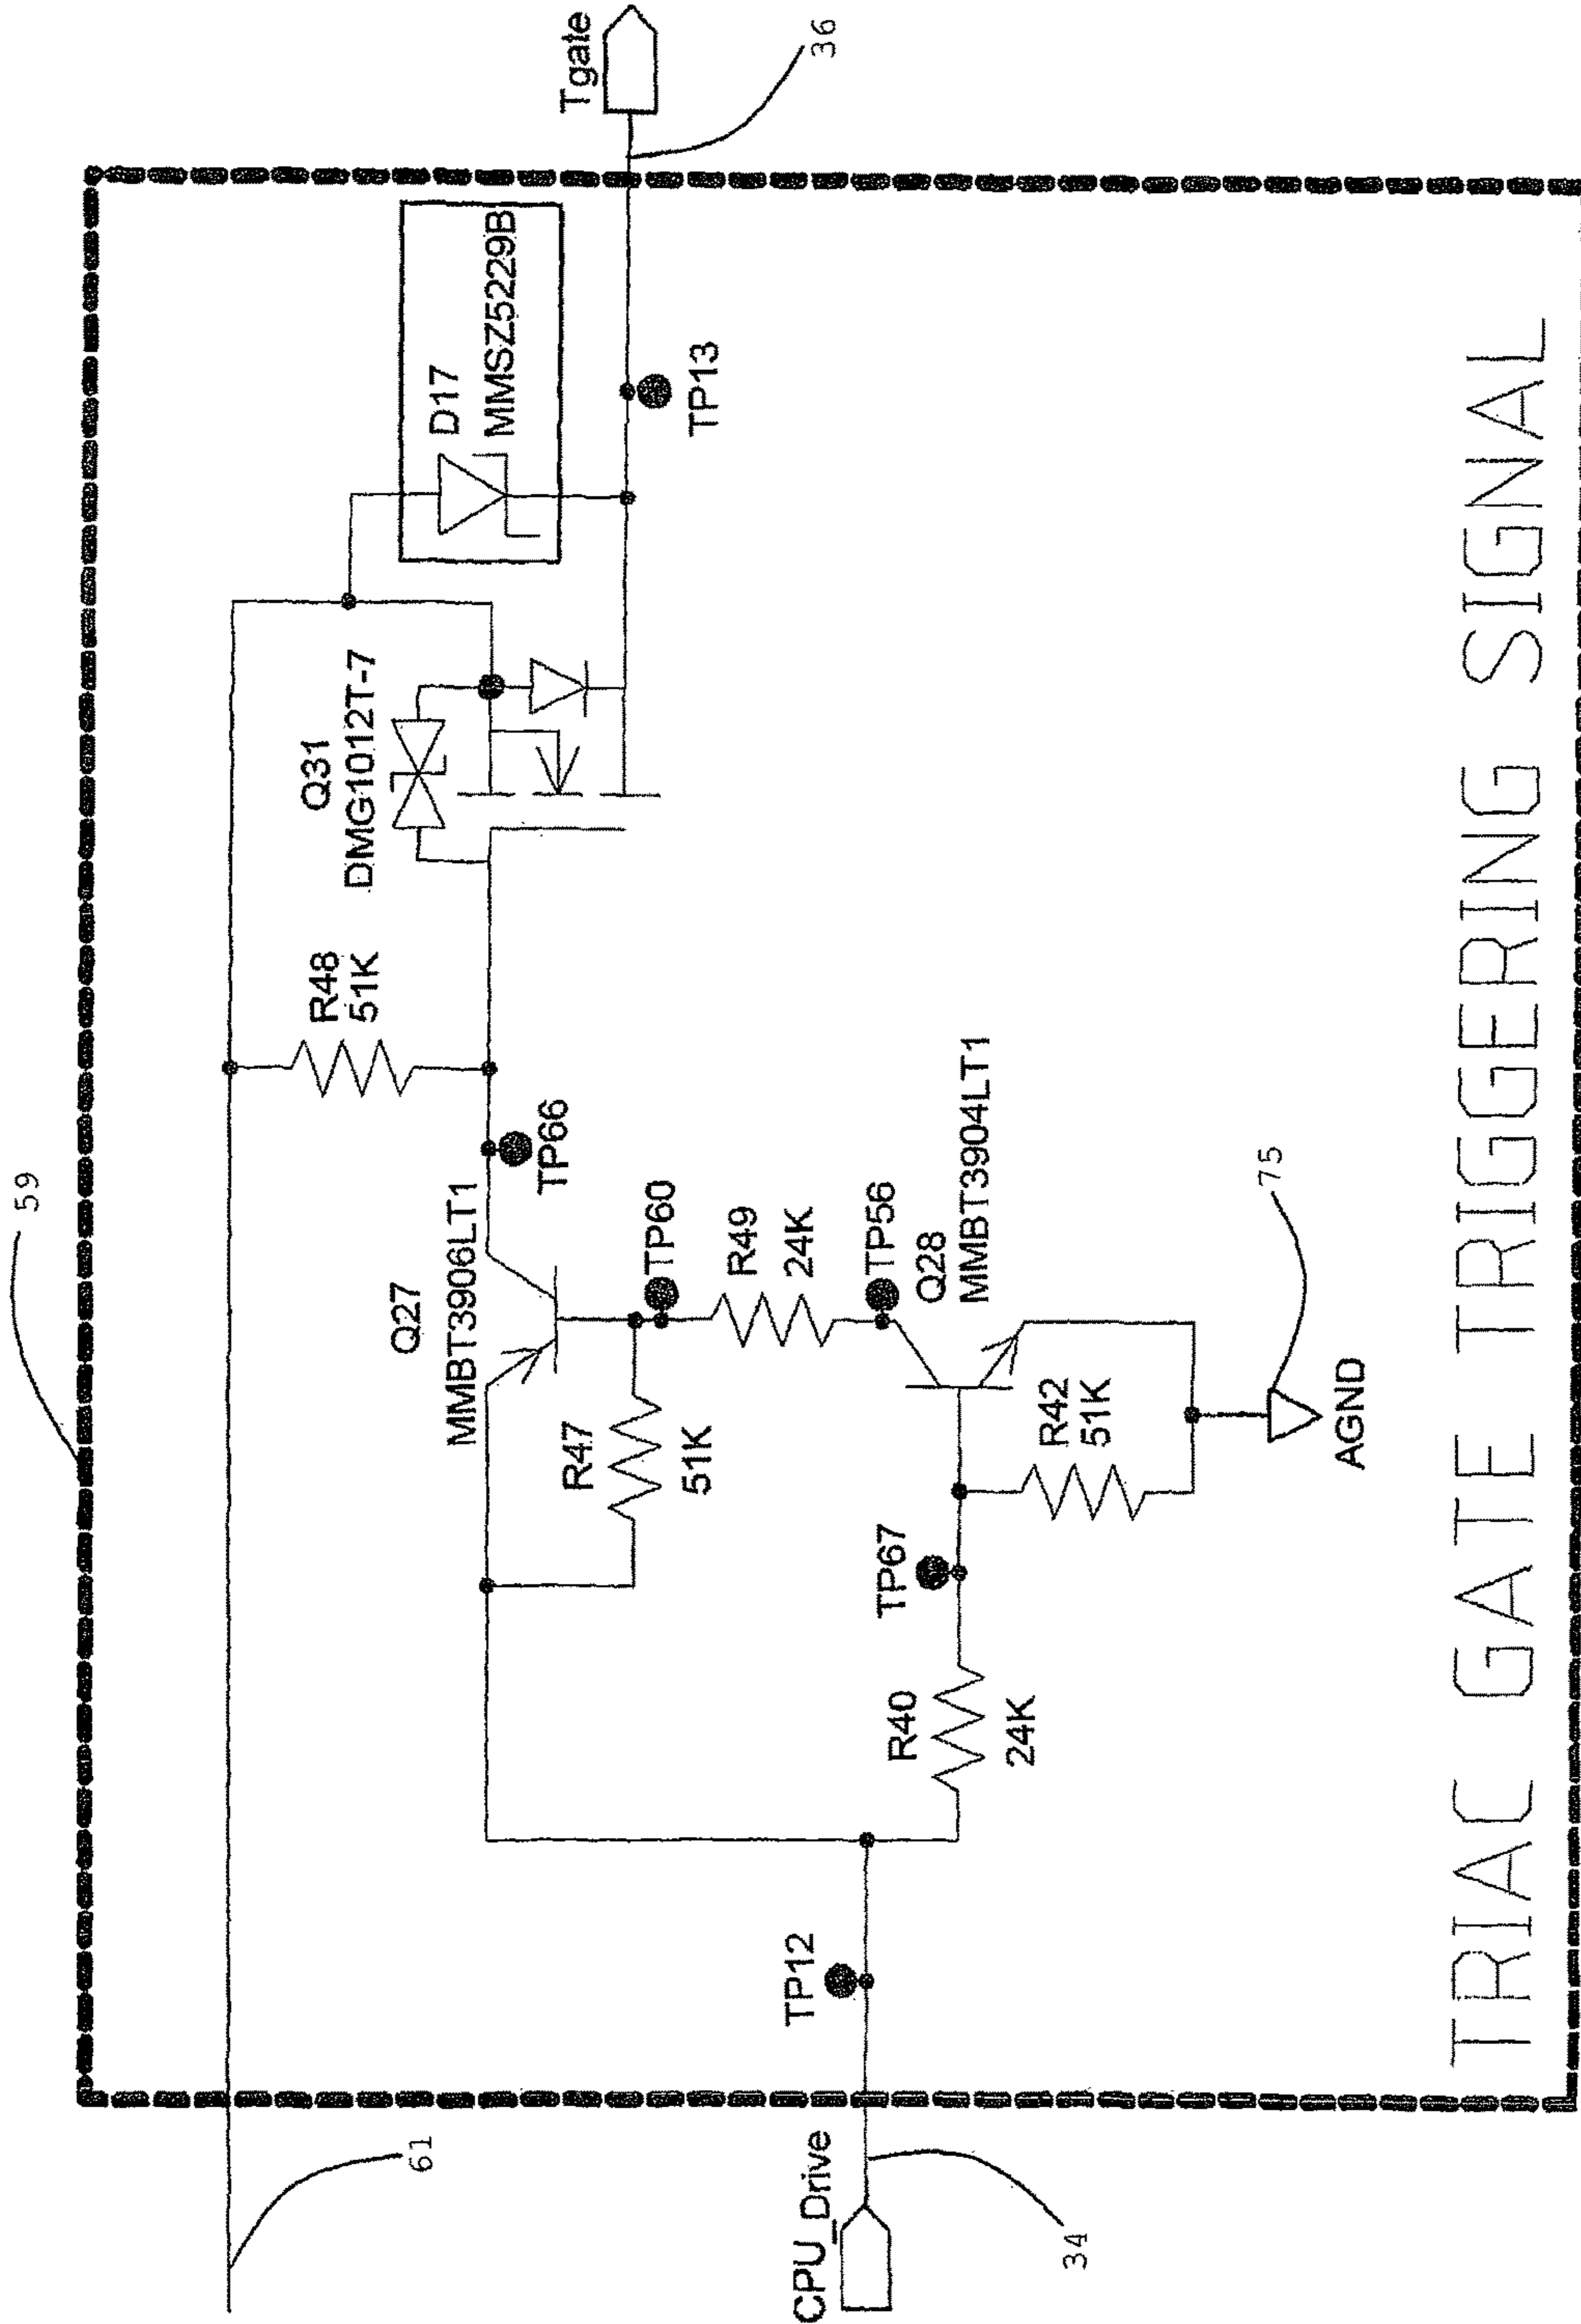 59
61
Q31
DMG1012T-7
D17
MMSZ5229B
Tgate
36
R48
51K
TP13
TP66
Q27
MMBT3906LT1
R47
51K
TP60
R49
24K
TP56
Q28
MMBT3904LT1
CPU_Drive
34
TP12
TP67
R40
24K
R42
51K
75
AGND
TRIAC GATE TRIGGERING SIGNAL